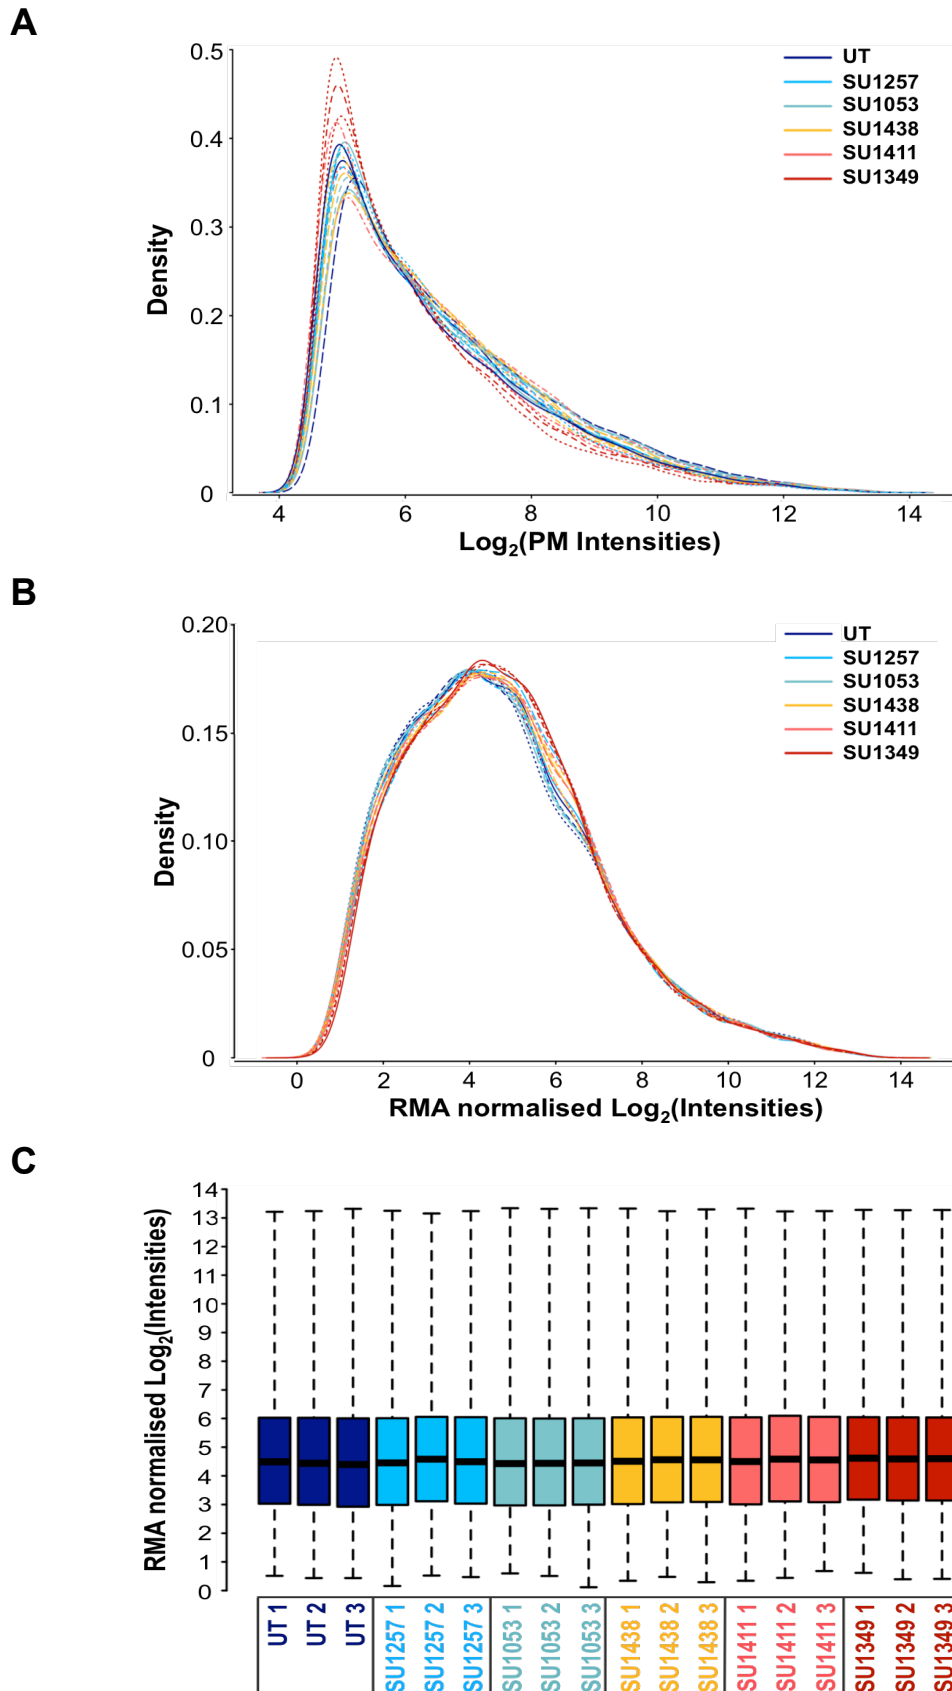 A
0.5
0.4
0.3
0.2
0.1
0
Density
UT
SU1257
SU1053
SU1438
SU1411
SU1349
4 6 8 10 12 14
Log2(PM Intensities)
B
0.20
0.15
0.10
0.05
0
Density
UT
SU1257
SU1053
SU1438
SU1411
SU1349
0 2 4 6 8 10 12 14
RMA normalised Log2(Intensities)
C
14
13
12
11
10
9
8
7
6
5
4
3
2
1
0
RMA normalised Log2(Intensities)
UT 1
UT 2
UT 3
SU1257 1
SU1257 2
SU1257 3
SU1053 1
SU1053 2
SU1053 3
SU1438 1
SU1438 2
SU1438 3
SU1411 1
SU1411 2
SU1411 3
SU1349 1
SU1349 2
SU1349 3